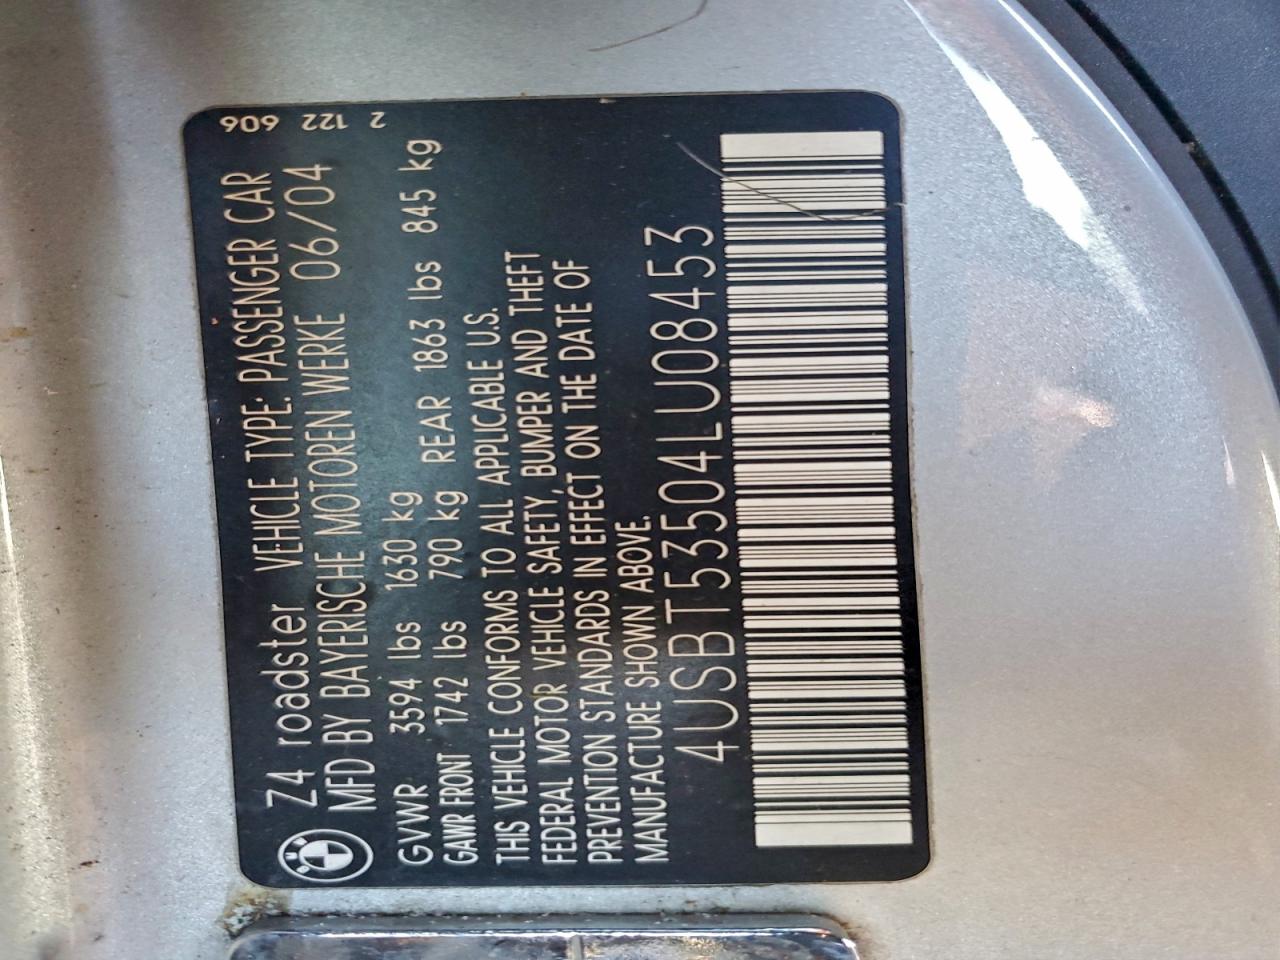 Z4 roadster VEHICLE TYPE: PASSENGER CAR
MFD BY BAYERISCHE MOTOREN WERKE 06/04
GVWR 3594 lbs 1630 kg
GAWR FRONT 1742 lbs 790 kg REAR 1863 lbs 845 kg
THIS VEHICLE CONFORMS TO ALL APPLICABLE U.S.
FEDERAL MOTOR VEHICLE SAFETY, BUMPER AND THEFT
PREVENTION STANDARDS IN EFFECT ON THE DATE OF
MANUFACTURE SHOWN ABOVE.
4USBT53504LU08453
2 122 606